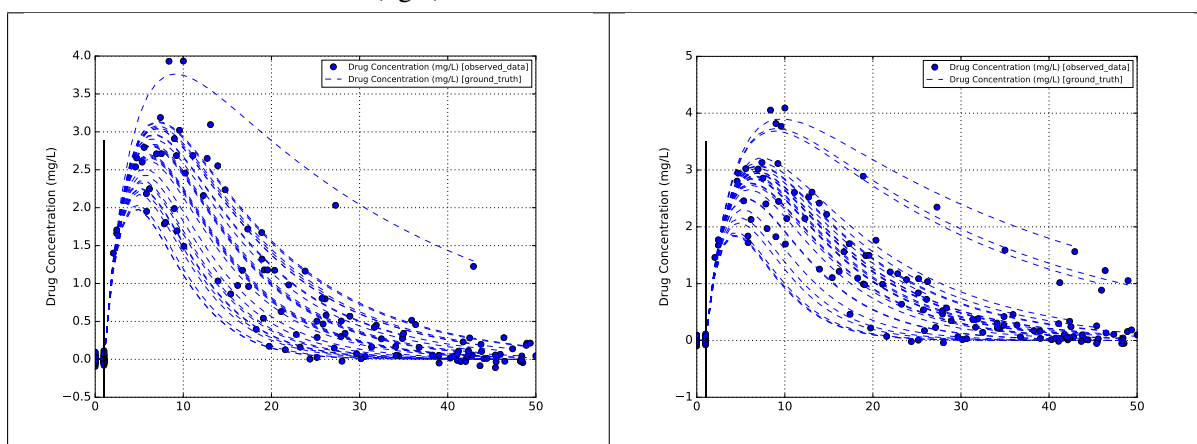 4.0
3.5
3.0
2.5
2.0
1.5
1.0
0.5
0.0
−0.5
Drug Concentration (mg/L)
Drug Concentration (mg/L) [observed_data]
Drug Concentration (mg/L) [ground_truth]
0 10 20 30 40 50
5
4
3
2
1
0
−1
Drug Concentration (mg/L)
Drug Concentration (mg/L) [observed_data]
Drug Concentration (mg/L) [ground_truth]
0 10 20 30 40 50